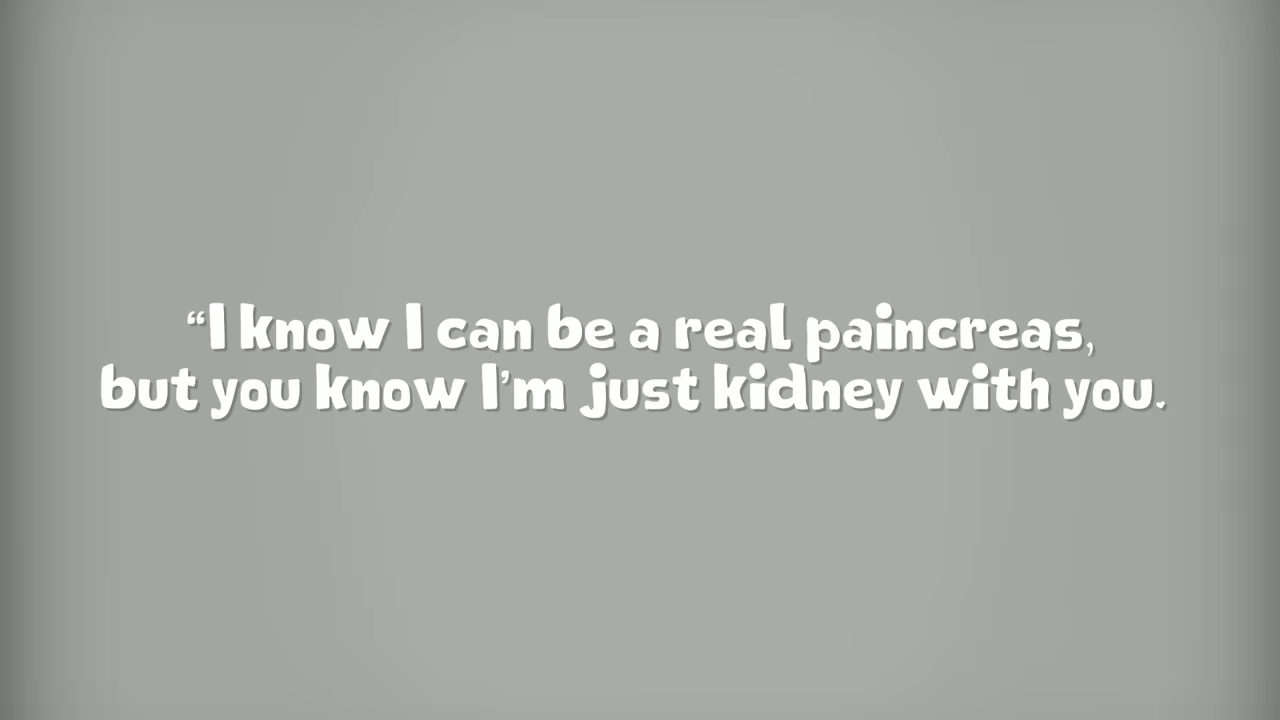 “I know I can be a real paincreas,
but you know I’m just kidney with you.